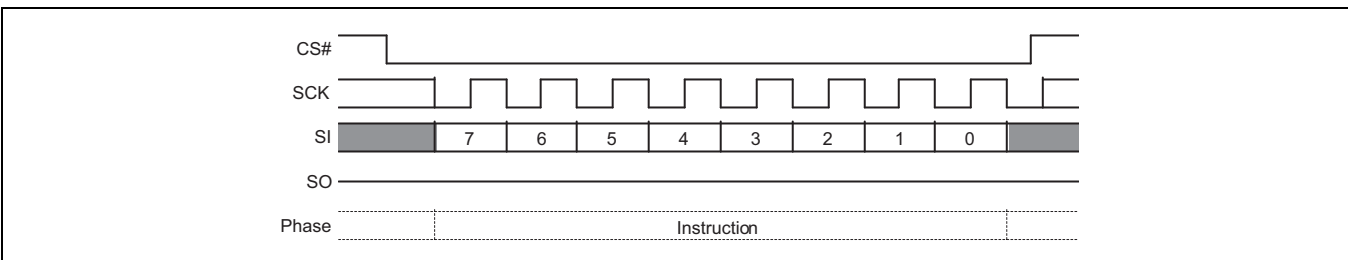 CS#
SCK
SI 7 6 5 4 3 2 1 0
SO
Phase Instruction